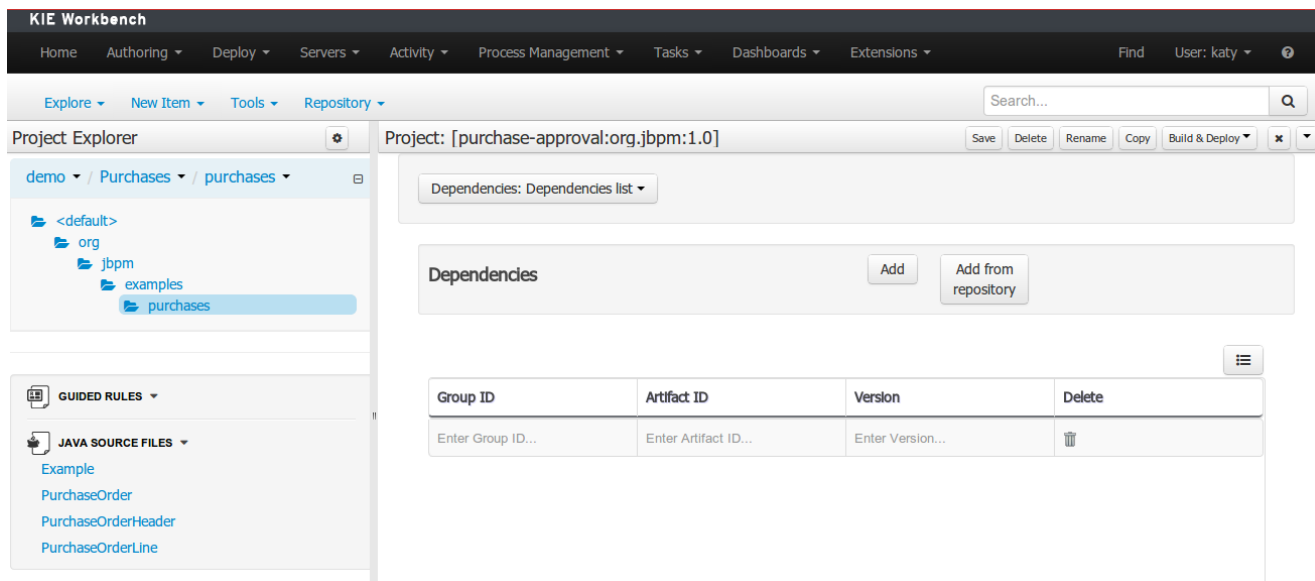 KIE Workbench
Home Authoring Deploy Servers Activity Process Management Tasks Dashboards Extensions Find User: katy
Explore New Item Tools Repository Search...
Project Explorer
Project: [purchase-approval:org.jbpm:1.0] Save Delete Rename Copy Build & Deploy
demo / Purchases / purchases
Dependencies: Dependencies list
<default>
org
jbpm
examples
purchases
Dependencies Add Add from
repository
Group ID Artifact ID Version Delete
Enter Group ID... Enter Artifact ID... Enter Version...
GUIDED RULES
JAVA SOURCE FILES
Example
PurchaseOrder
PurchaseOrderHeader
PurchaseOrderLine